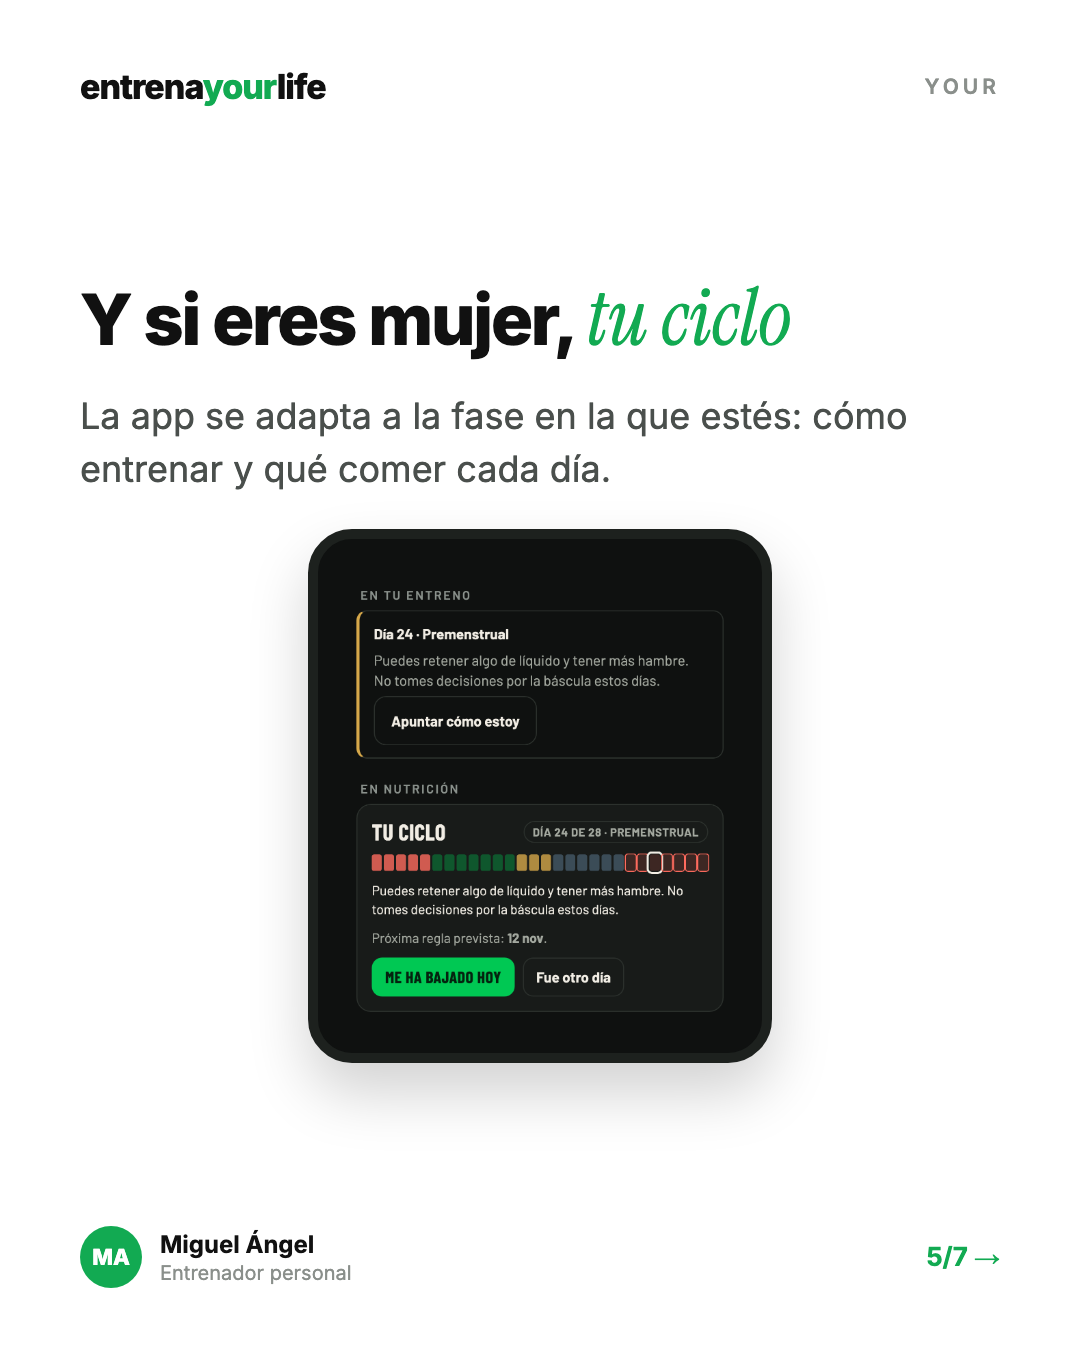 entrenayourlife
YOUR
Y si eres mujer, tu ciclo
La app se adapta a la fase en la que estés: cómo
entrenar y qué comer cada día.
EN TU ENTRENO
Día 24 · Premenstrual
Puedes retener algo de líquido y tener más hambre.
No tomes decisiones por la báscula estos días.
Apuntar cómo estoy
EN NUTRICIÓN
TU CICLO
DÍA 24 DE 28 · PREMENSTRUAL
Puedes retener algo de líquido y tener más hambre. No
tomes decisiones por la báscula estos días.
Próxima regla prevista: 12 nov.
ME HA BAJADO HOY
Fue otro día
MA
Miguel Ángel
Entrenador personal
5/7 →